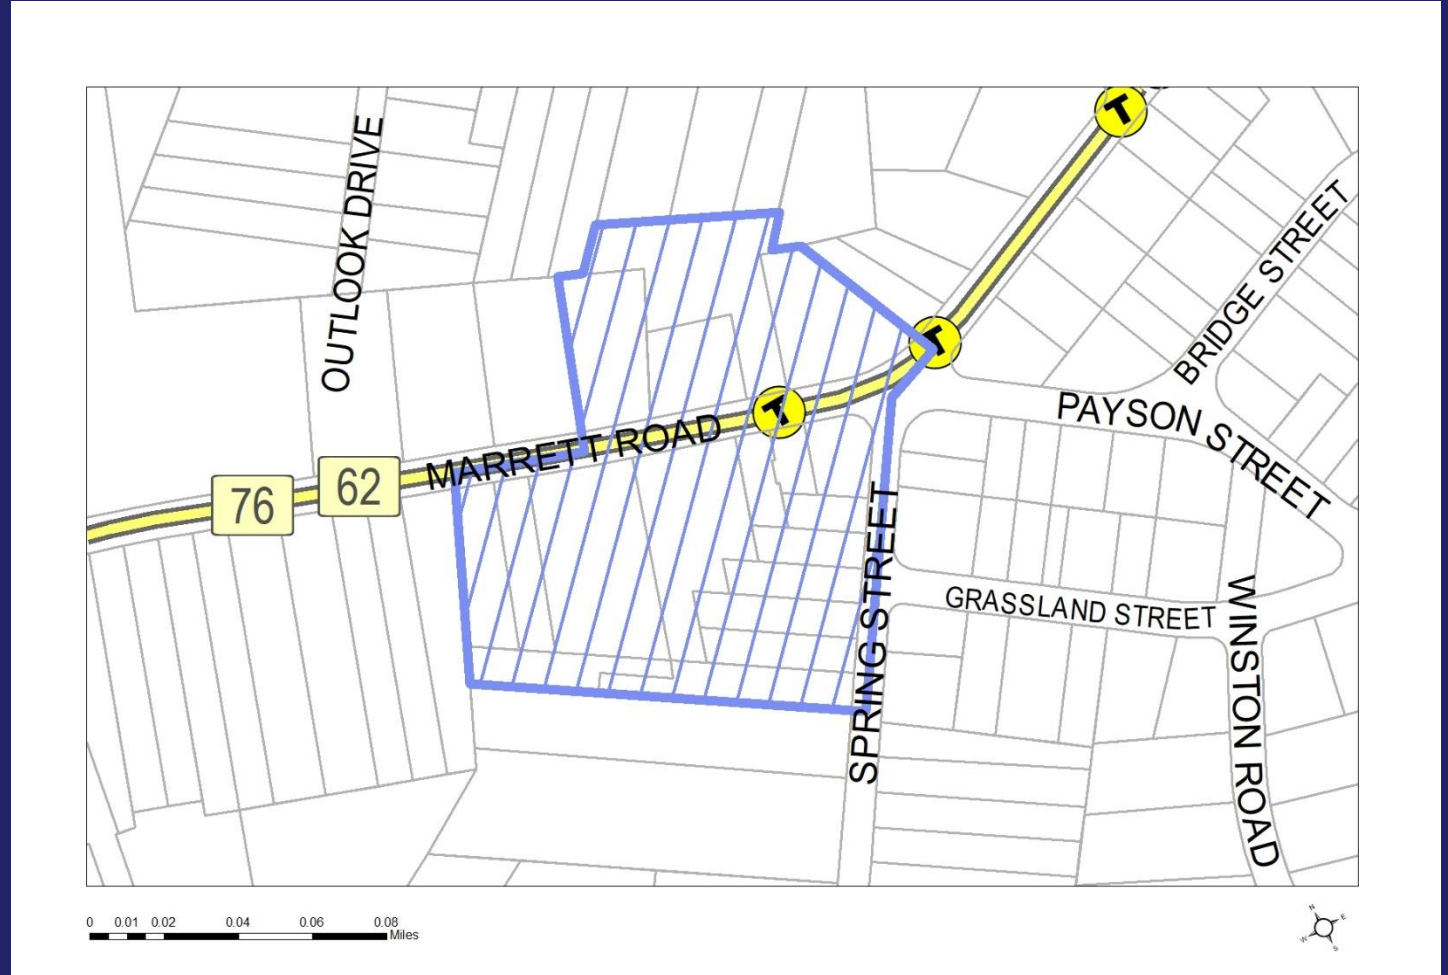 T
OUTLOOK DRIVE
BRIDGE STREET
T
T
PAYSON STREET
MARRETT ROAD
76
62
SPRING STREET
GRASSLAND STREET
WINSTON ROAD
0 0.01 0.02 0.04 0.06 0.08
Miles
N
E
W
S